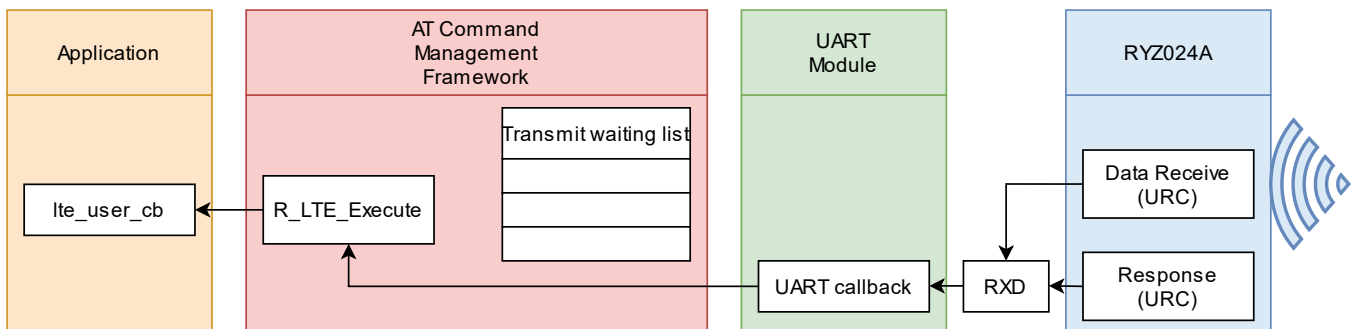 Application
AT Command
Management
Framework
UART
Module
RYZ024A
Transmit waiting list
Data Receive
(URC)
lte_user_cb
R_LTE_Execute
UART callback
RXD
Response
(URC)